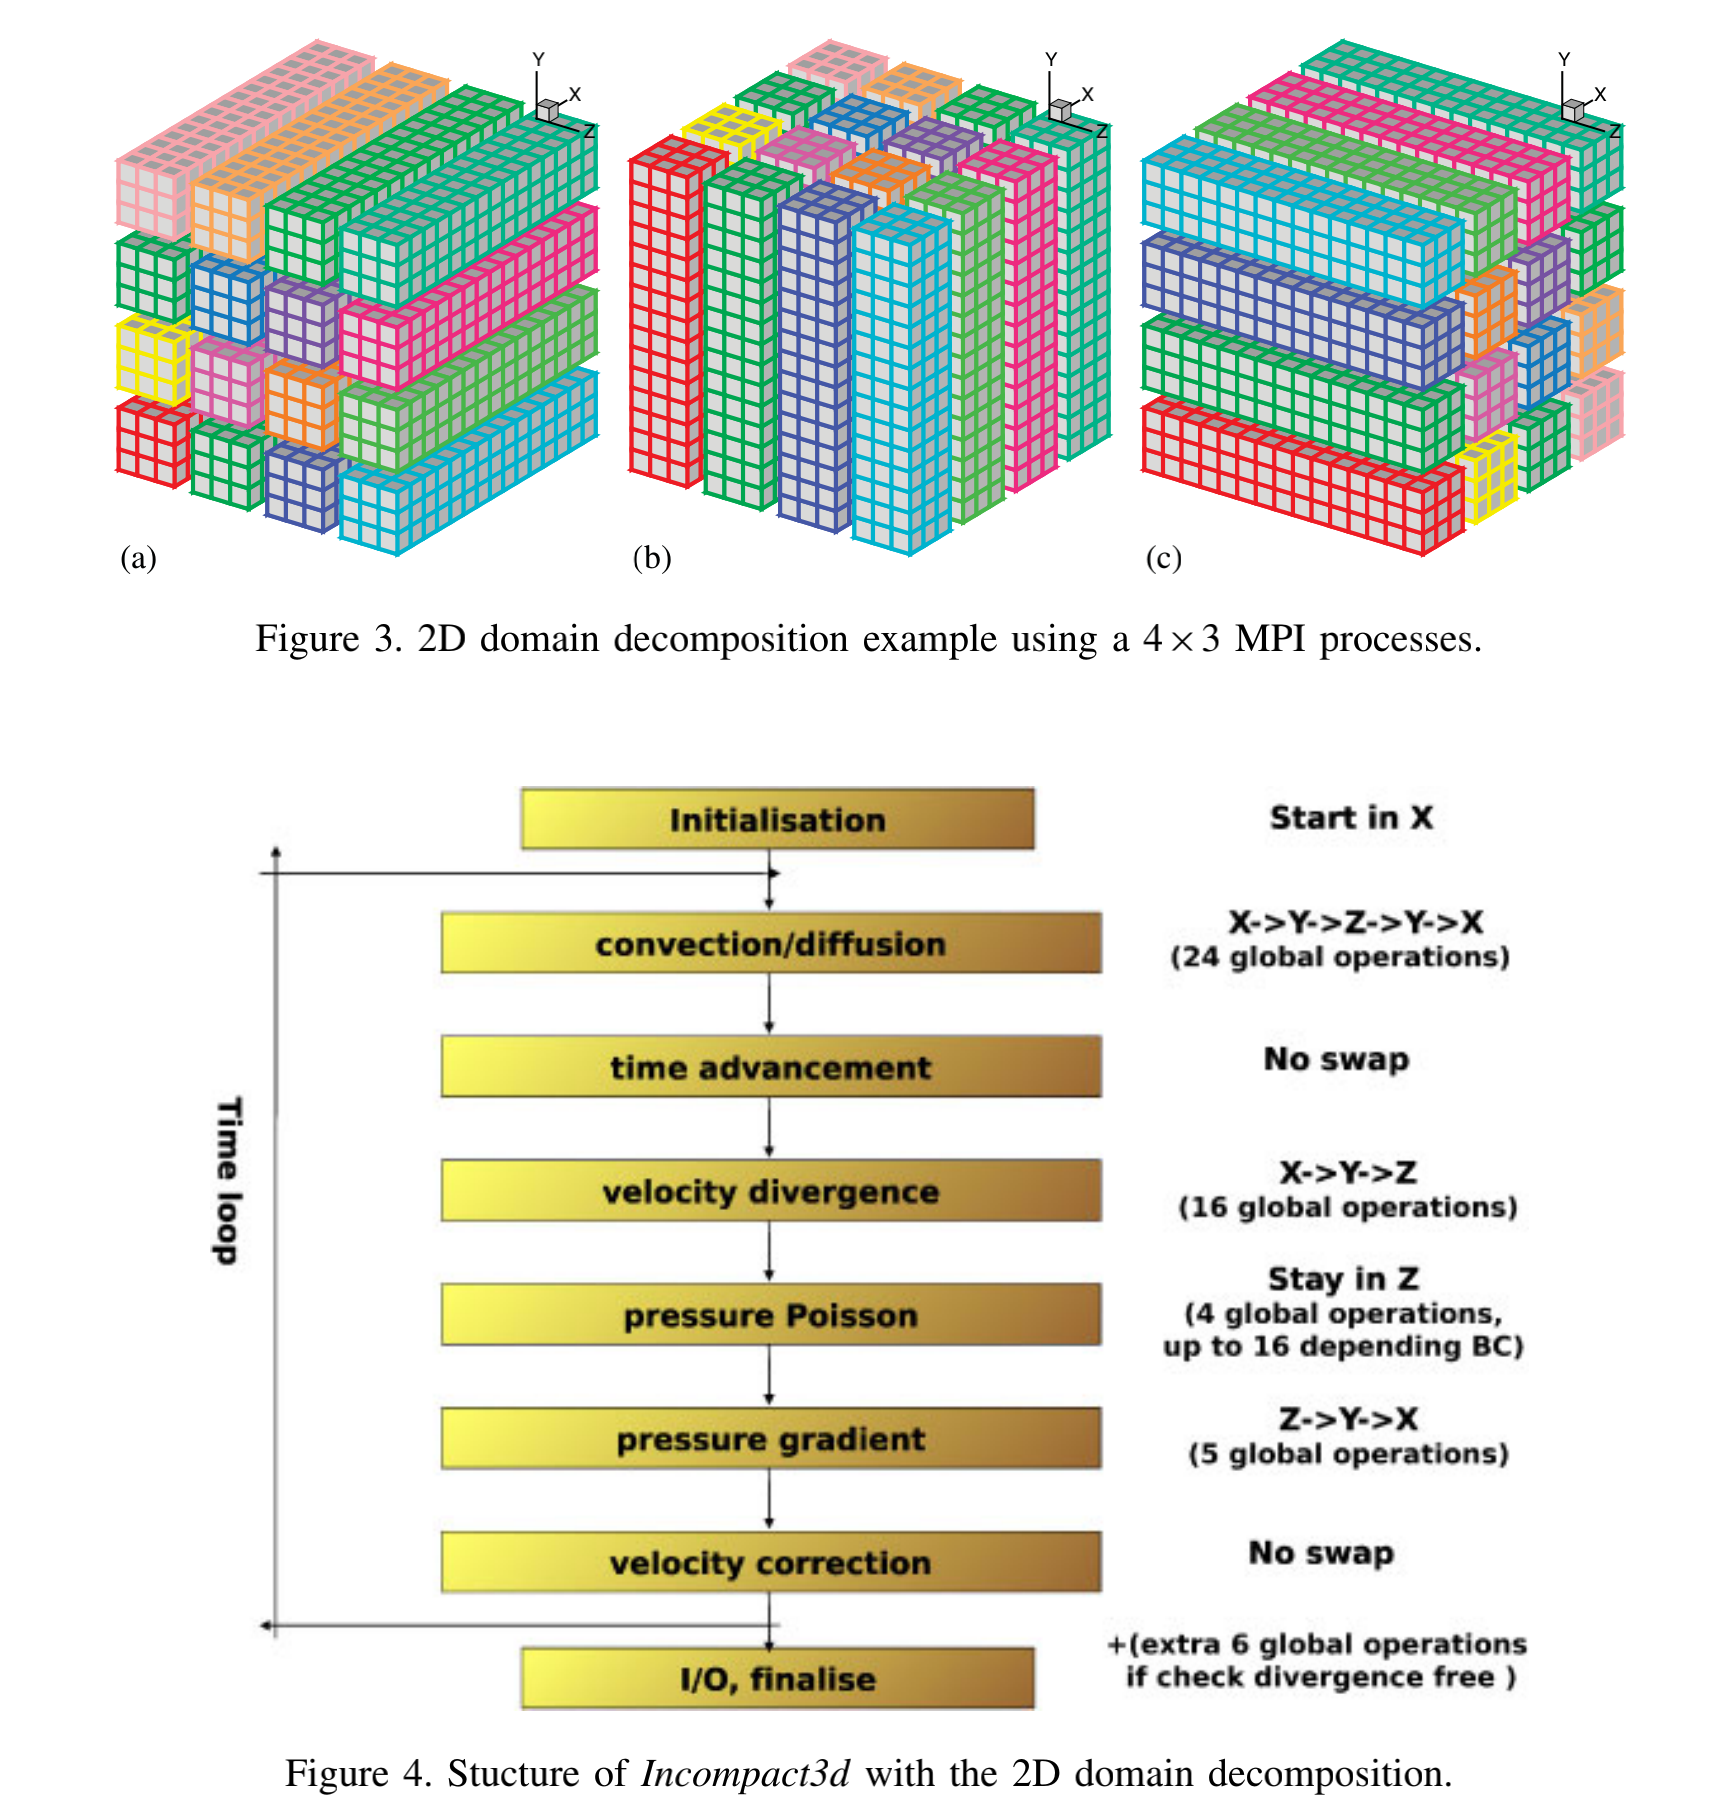 Y
X
Z
Y
X
Z
Y
X
Z
(a)
(b)
(c)
Figure 3. 2D domain decomposition example using a 4×3 MPI processes.
Initialisation
Start in X
convection/diffusion
X->Y->Z->Y->X
(24 global operations)
time advancement
No swap
Time loop
velocity divergence
X->Y->Z
(16 global operations)
pressure Poisson
Stay in Z
(4 global operations,
up to 16 depending BC)
pressure gradient
Z->Y->X
(5 global operations)
velocity correction
No swap
I/O, finalise
+(extra 6 global operations
if check divergence free )
Figure 4. Stucture of Incompact3d with the 2D domain decomposition.